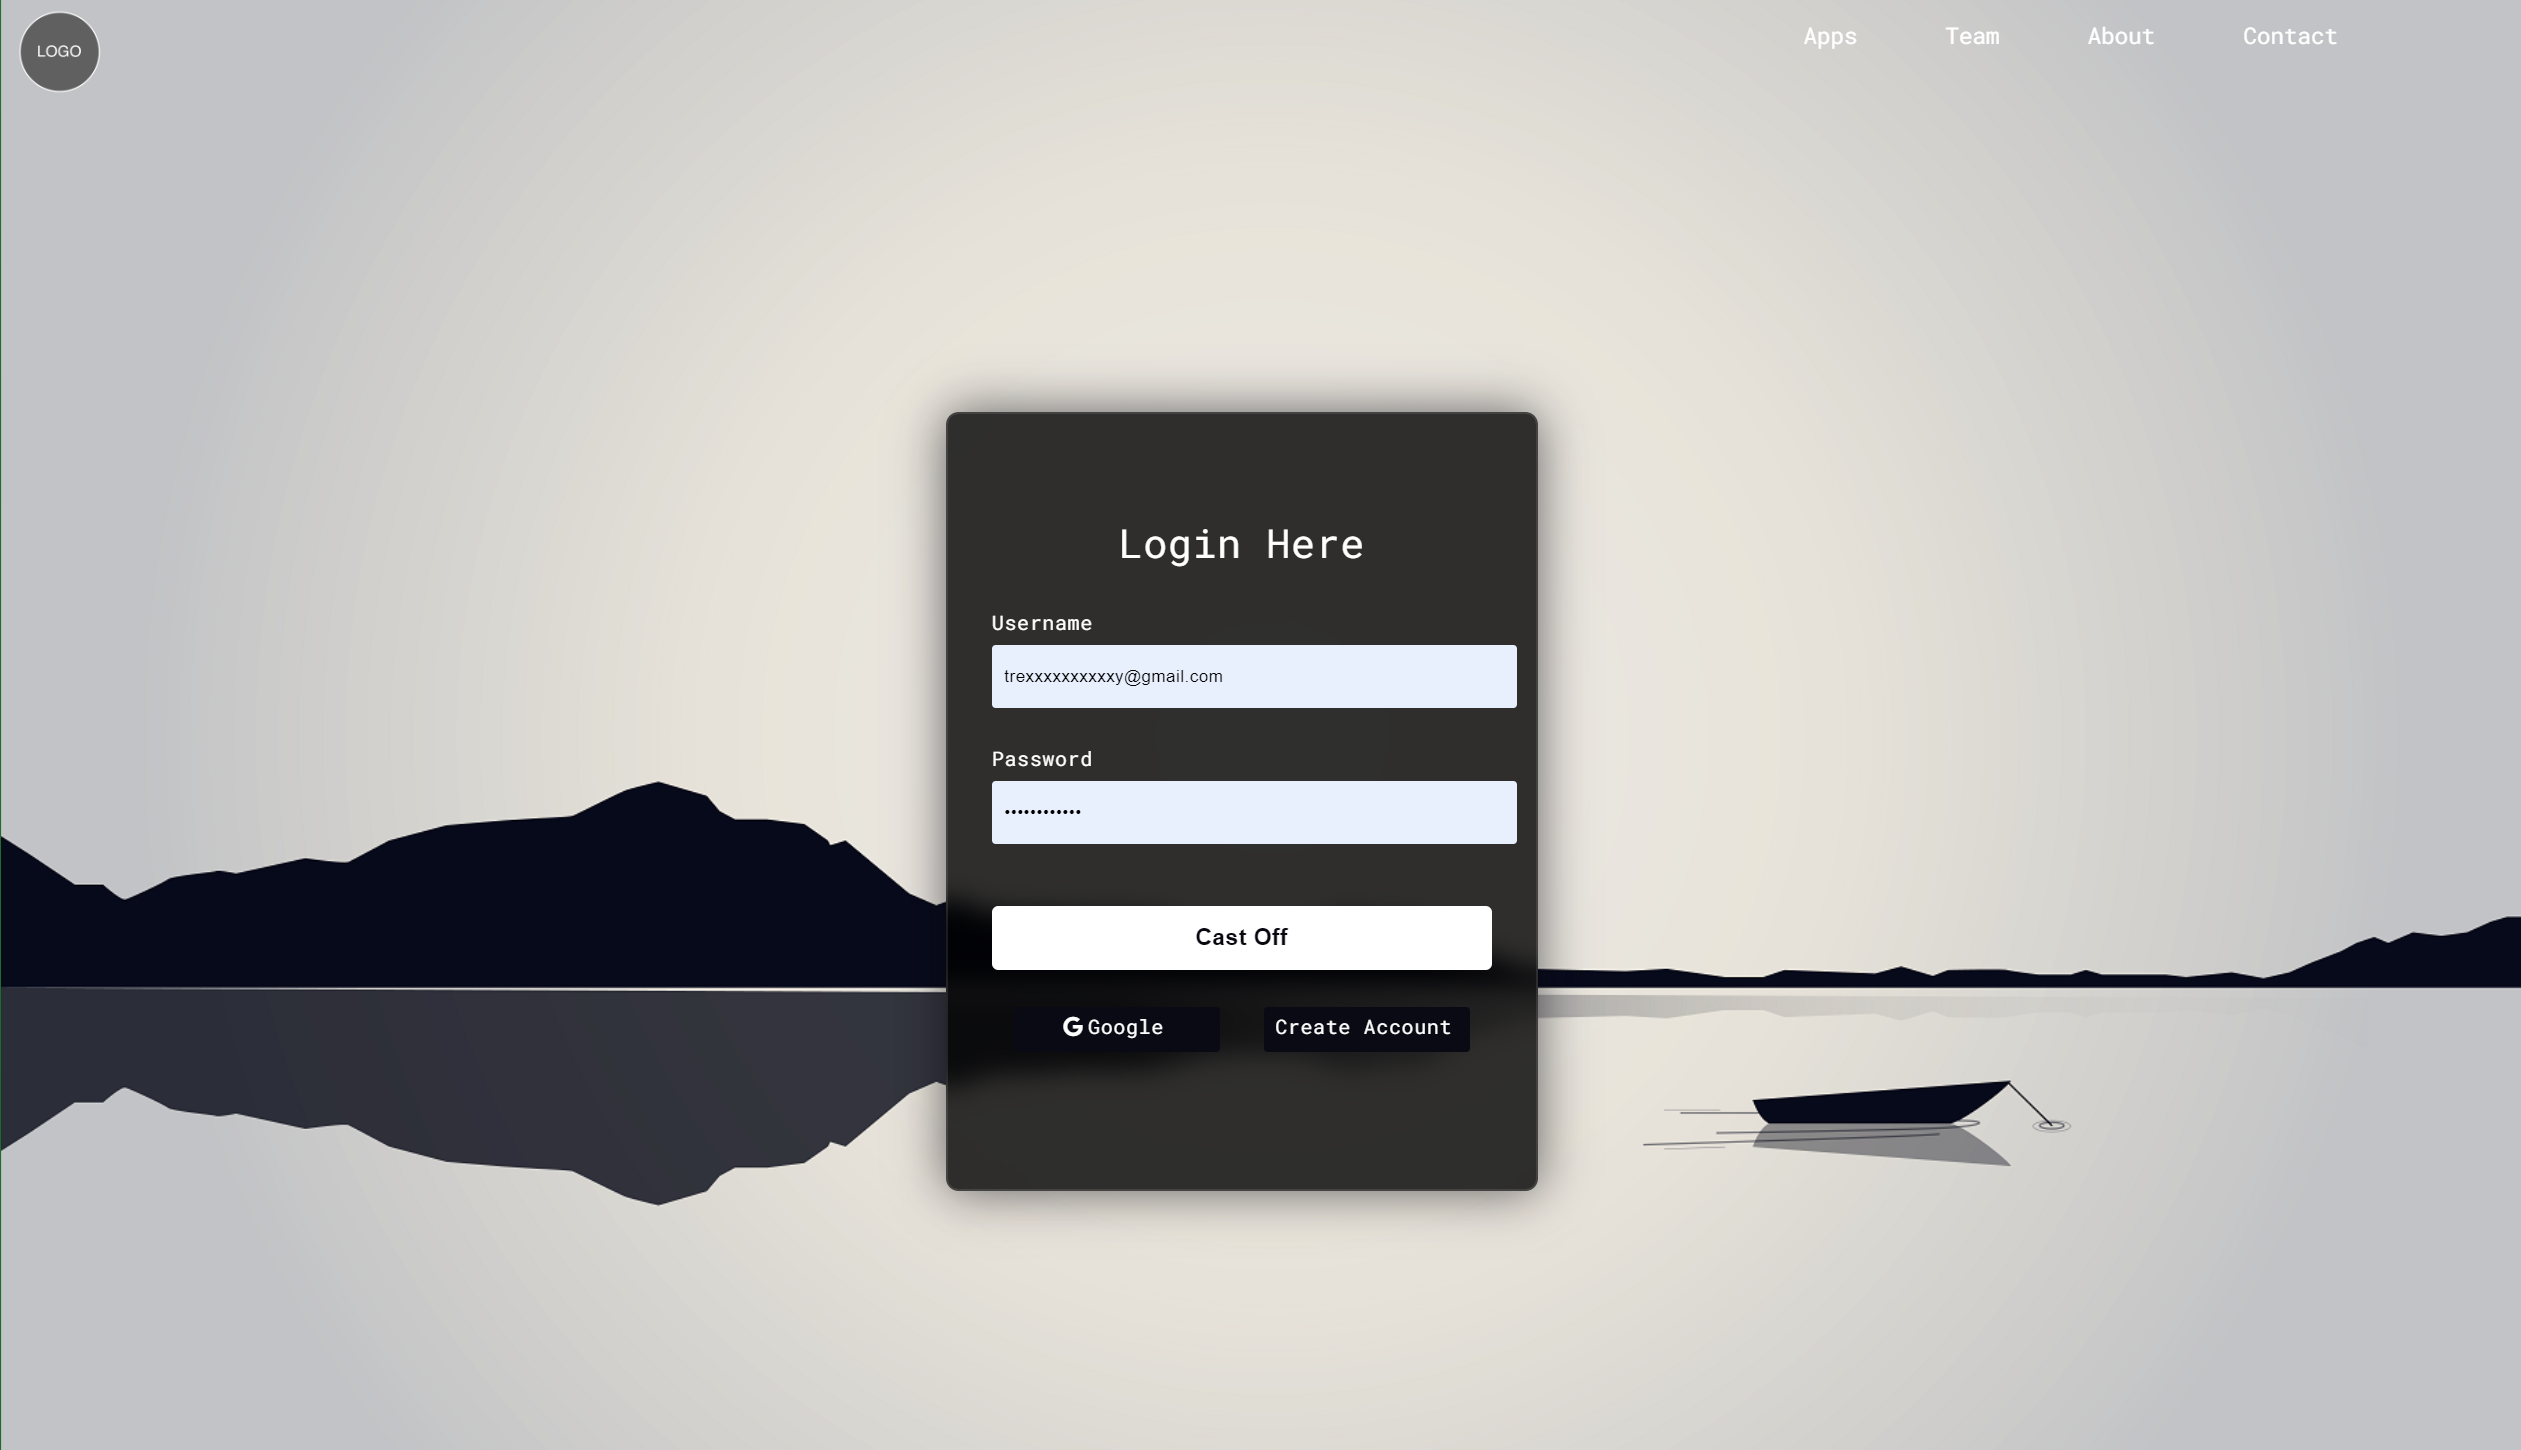 LOGO
Apps Team About Contact
Login Here
Username
trexxxxxxxxxxy@gmail.com
Password
••••••••••••
Cast Off
Google Create Account